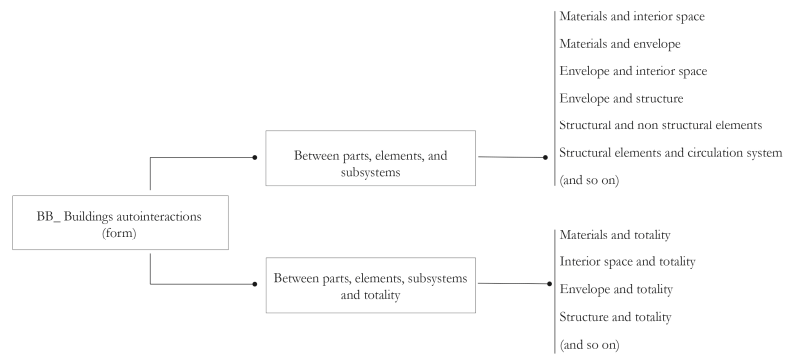 BB_ Buildings autointeractions
(form)
Between parts, elements, and
subsystems
Materials and interior space
Materials and envelope
Envelope and interior space
Envelope and structure
Structural and non structural elements
Structural elements and circulation system
(and so on)
Between parts, elements, subsystems
and totality
Materials and totality
Interior space and totality
Envelope and totality
Structure and totality
(and so on)